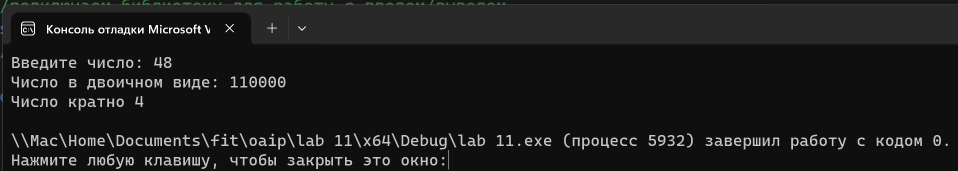 Консоль отладки Microsoft V
Введите число: 48
Число в двоичном виде: 110000
Число кратно 4
\\Mac\Home\Documents\fit\oaip\lab 11\x64\Debug\lab 11.exe (процесс 5932) завершил работу с кодом 0.
Нажмите любую клавишу, чтобы закрыть это окно: